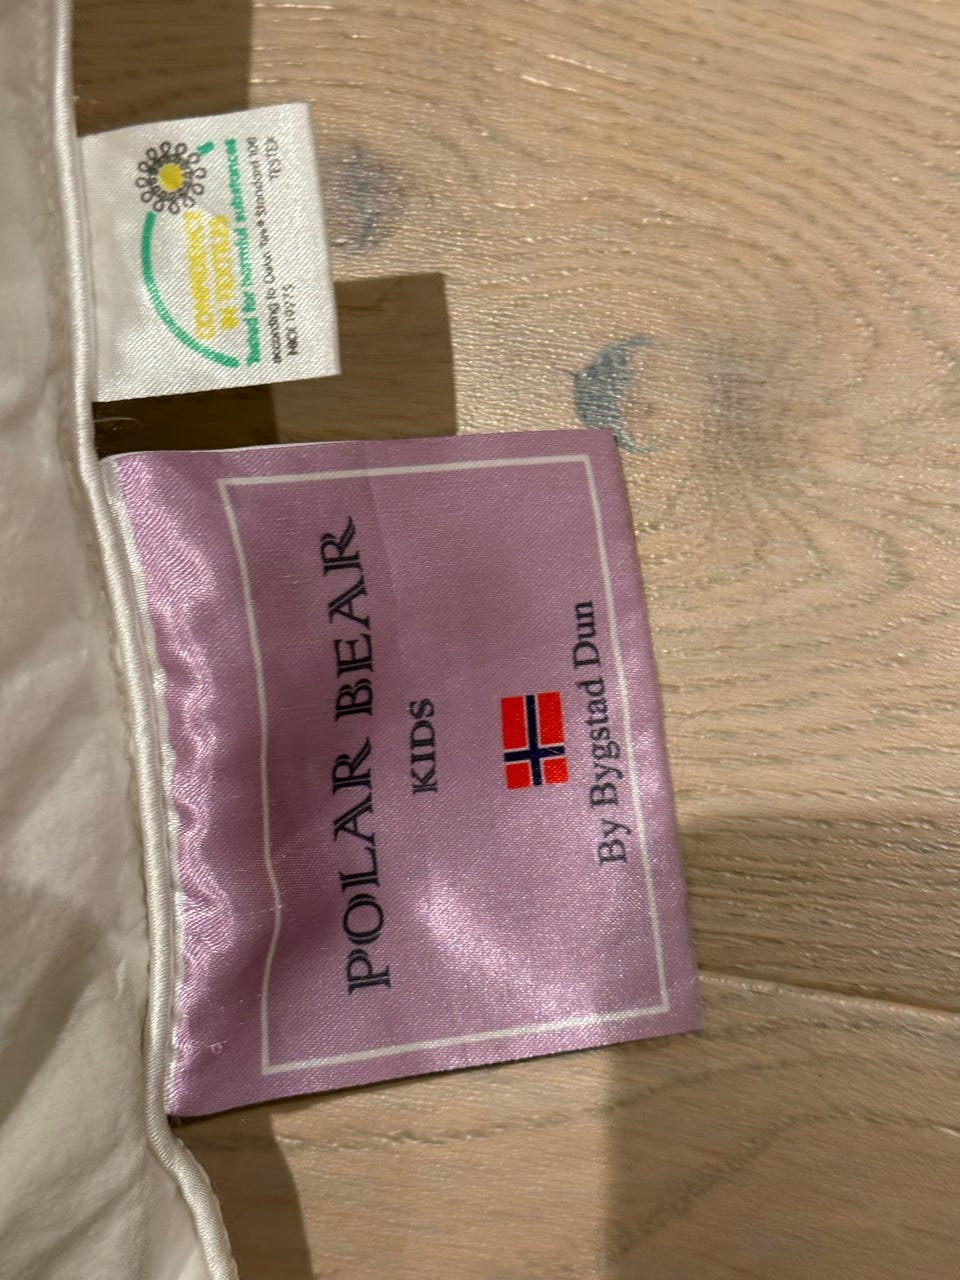 CONFIDENCE
IN TEXTILES
Tested for harmful substances
according to Oeko-Tex® Standard 100
TESTEX
POLAR BEAR
KIDS
By Bygstad Dun